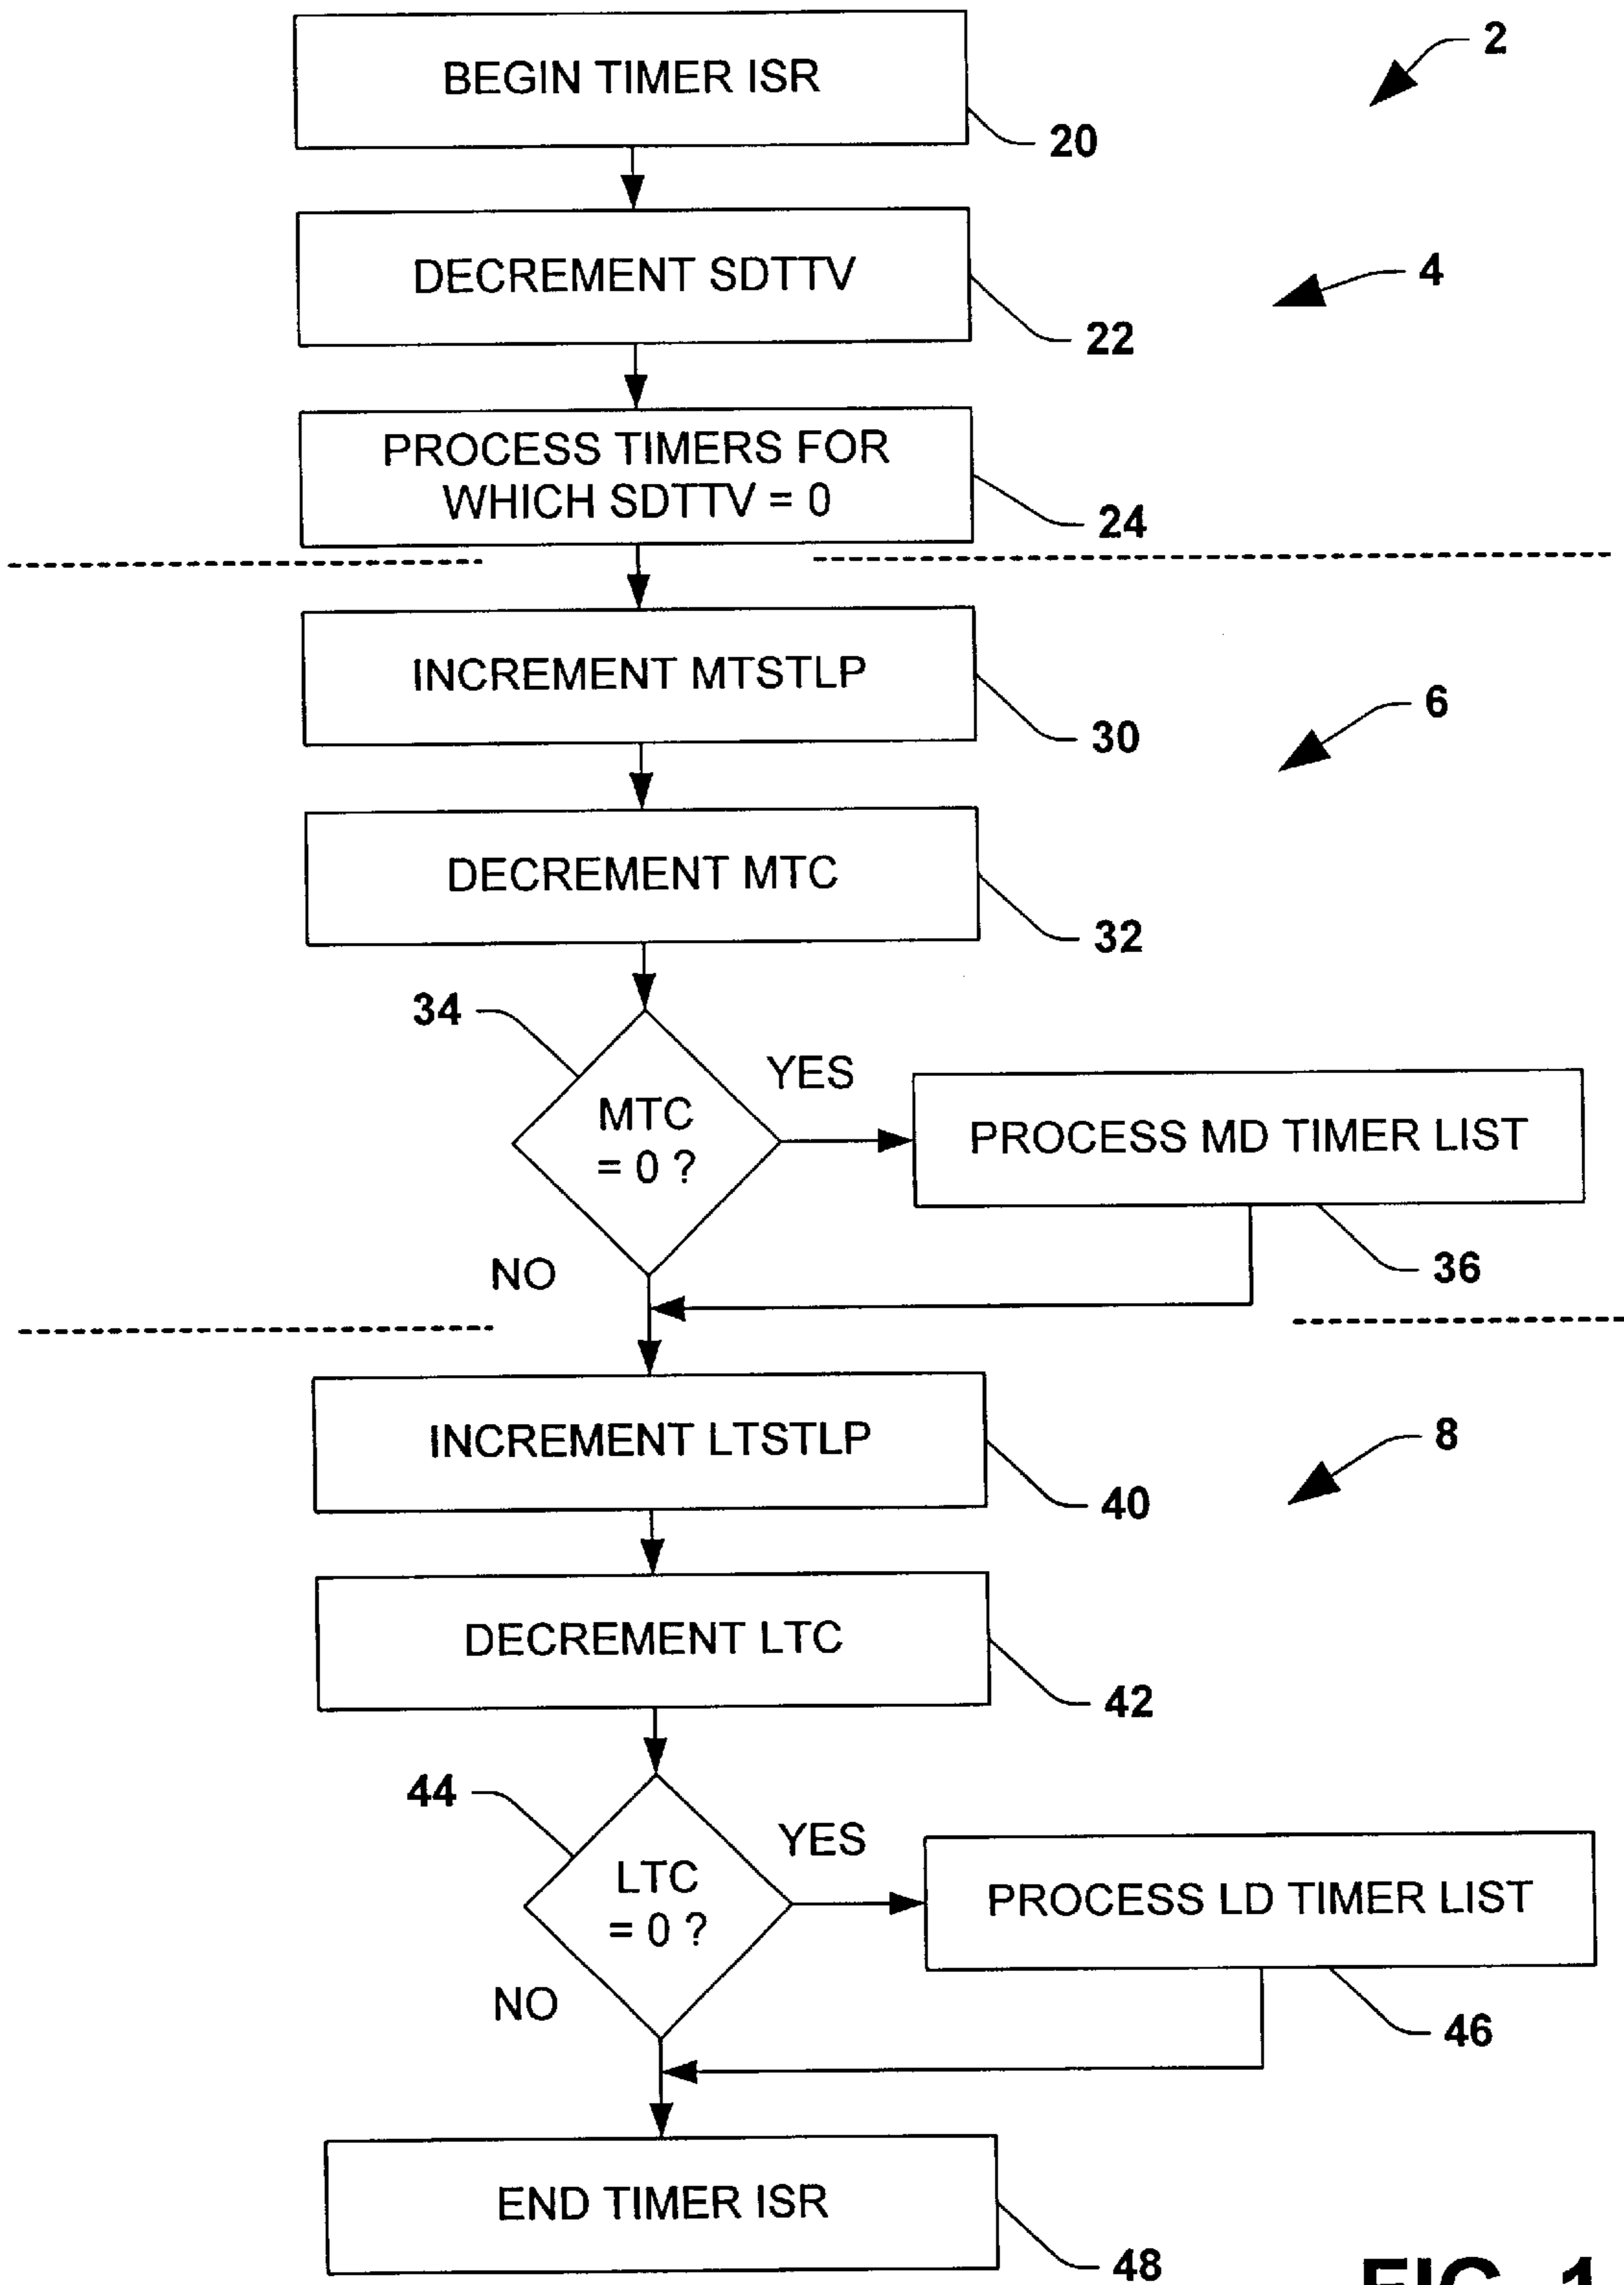 BEGIN TIMER ISR
2
20
DECREMENT SDTTV
4
22
PROCESS TIMERS FOR
WHICH SDTTV = 0
24
INCREMENT MTSTLP
6
30
DECREMENT MTC
32
34
MTC
= 0 ?
YES
PROCESS MD TIMER LIST
NO
36
INCREMENT LTSTLP
8
40
DECREMENT LTC
42
44
LTC
= 0 ?
YES
PROCESS LD TIMER LIST
NO
46
END TIMER ISR
48
FIG. 1